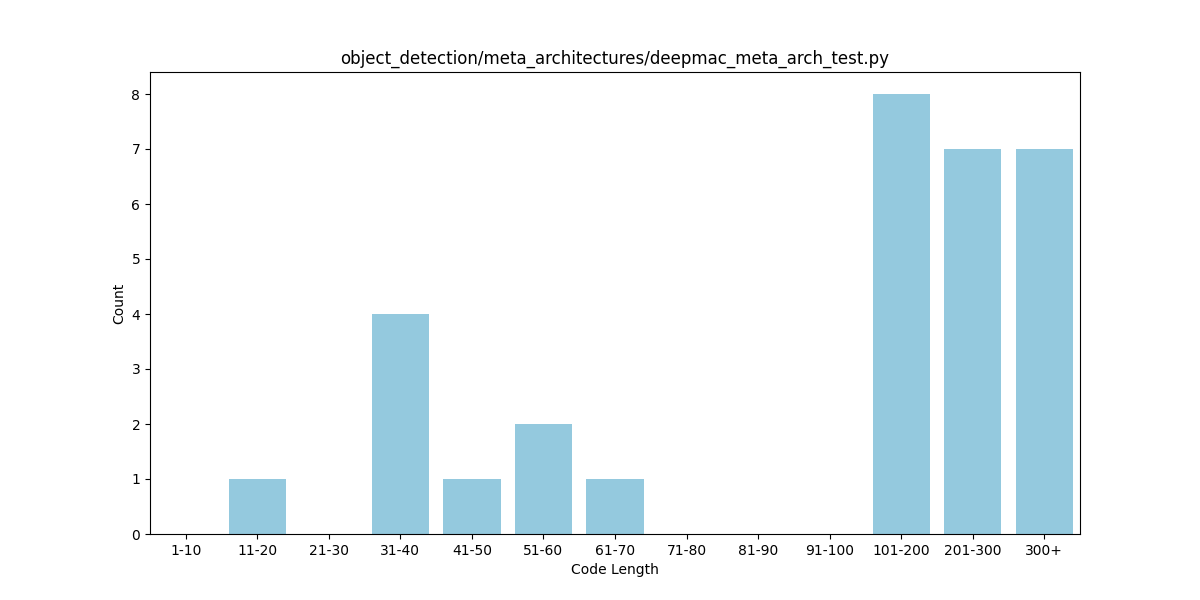 object_detection/meta_architectures/deepmac_meta_arch_test.py
8
7
6
5
4
3
2
1
0
Count
1-10 11-20 21-30 31-40 41-50 51-60 61-70 71-80 81-90 91-100 101-200 201-300 300+
Code Length